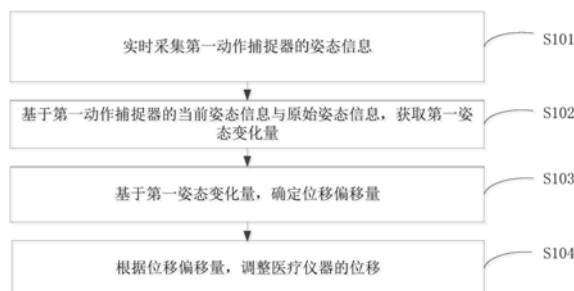 实时采集第一动作捕捉器的姿态信息
S101
基于第一动作捕捉器的当前姿态信息与原始姿态信息，获取第一姿
态变化量
S102
基于第一姿态变化量，确定位移偏移量
S103
根据位移偏移量，调整医疗仪器的位移
S104